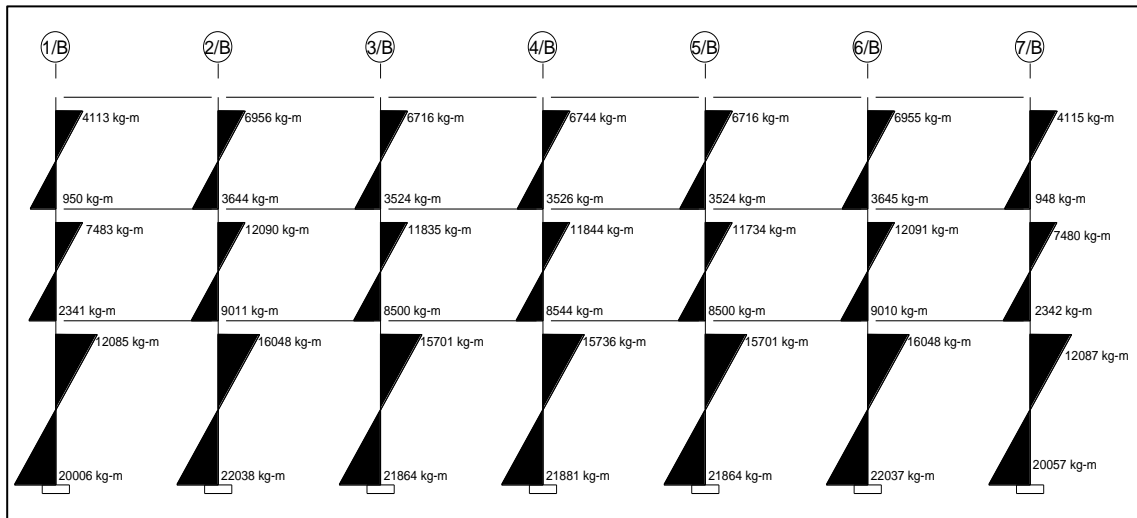 1/B 2/B 3/B 4/B 5/B 6/B 7/B
4113 kg-m 6956 kg-m 6716 kg-m 6744 kg-m 6716 kg-m 6955 kg-m 4115 kg-m
950 kg-m 3644 kg-m 3524 kg-m 3526 kg-m 3524 kg-m 3645 kg-m 948 kg-m
7483 kg-m 12090 kg-m 11835 kg-m 11844 kg-m 11734 kg-m 12091 kg-m 7480 kg-m
2341 kg-m 9011 kg-m 8500 kg-m 8544 kg-m 8500 kg-m 9010 kg-m 2342 kg-m
12085 kg-m 16048 kg-m 15701 kg-m 15736 kg-m 15701 kg-m 16048 kg-m 12087 kg-m
20006 kg-m 22038 kg-m 21864 kg-m 21881 kg-m 21864 kg-m 22037 kg-m 20057 kg-m